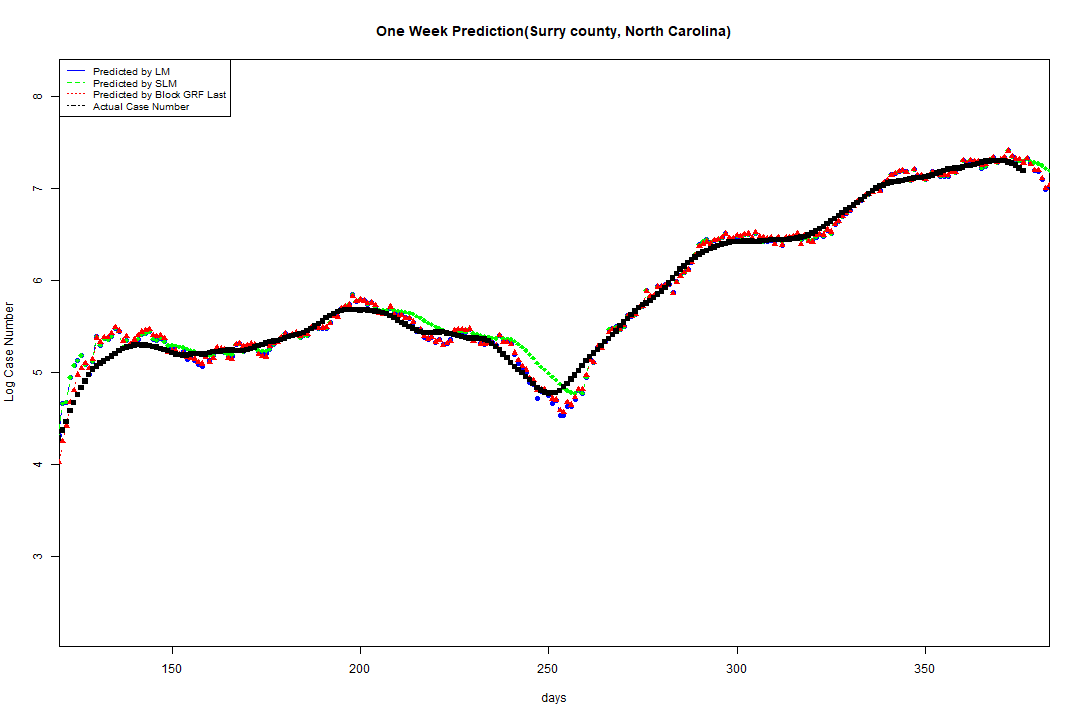 One Week Prediction(Surry county, North Carolina)
Predicted by LM
Predicted by SLM
Predicted by Block GRF Last
Actual Case Number
8
7
6
5
4
3
Log Case Number
150 200 250 300 350
days